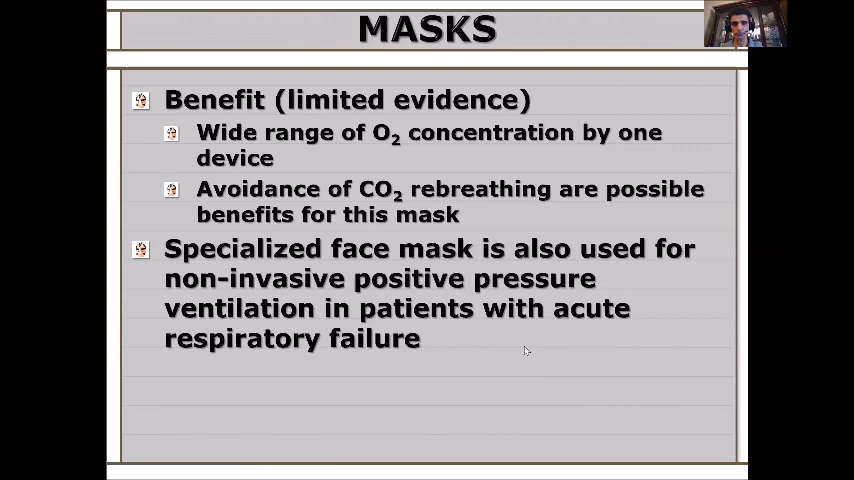 MASKS
Benefit (limited evidence)
Wide range of O₂ concentration by one
device
Avoidance of CO₂ rebreathing are possible
benefits for this mask
Specialized face mask is also used for
non-invasive positive pressure
ventilation in patients with acute
respiratory failure